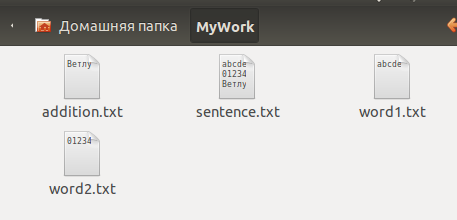 Домашняя папка MyWork
Ветлу
abcde
01234
Ветлу
abcde
addition.txt sentence.txt word1.txt
01234
word2.txt